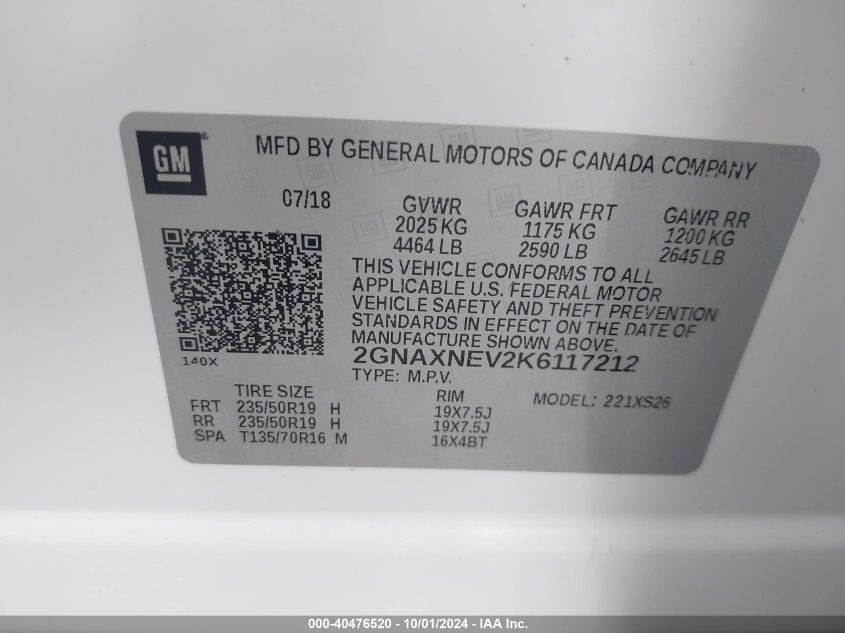 GM ®
MFD BY GENERAL MOTORS OF CANADA COMPANY
07/18
GVWR GAWR FRT GAWR RR
2025 KG 1175 KG 1200 KG
4464 LB 2590 LB 2645 LB
THIS VEHICLE CONFORMS TO ALL
APPLICABLE U.S. FEDERAL MOTOR
VEHICLE SAFETY AND THEFT PREVENTION
STANDARDS IN EFFECT ON THE DATE OF
MANUFACTURE SHOWN ABOVE.
140X
2GNAXNEV2K6117212
TYPE: M.P.V.
TIRE SIZE RIM MODEL: 221XS26
FRT 235/50R19 H 19X7.5J
RR 235/50R19 H 19X7.5J
SPA T135/70R16 M 16X4BT
000-40476520 - 10/01/2024 - IAA Inc.